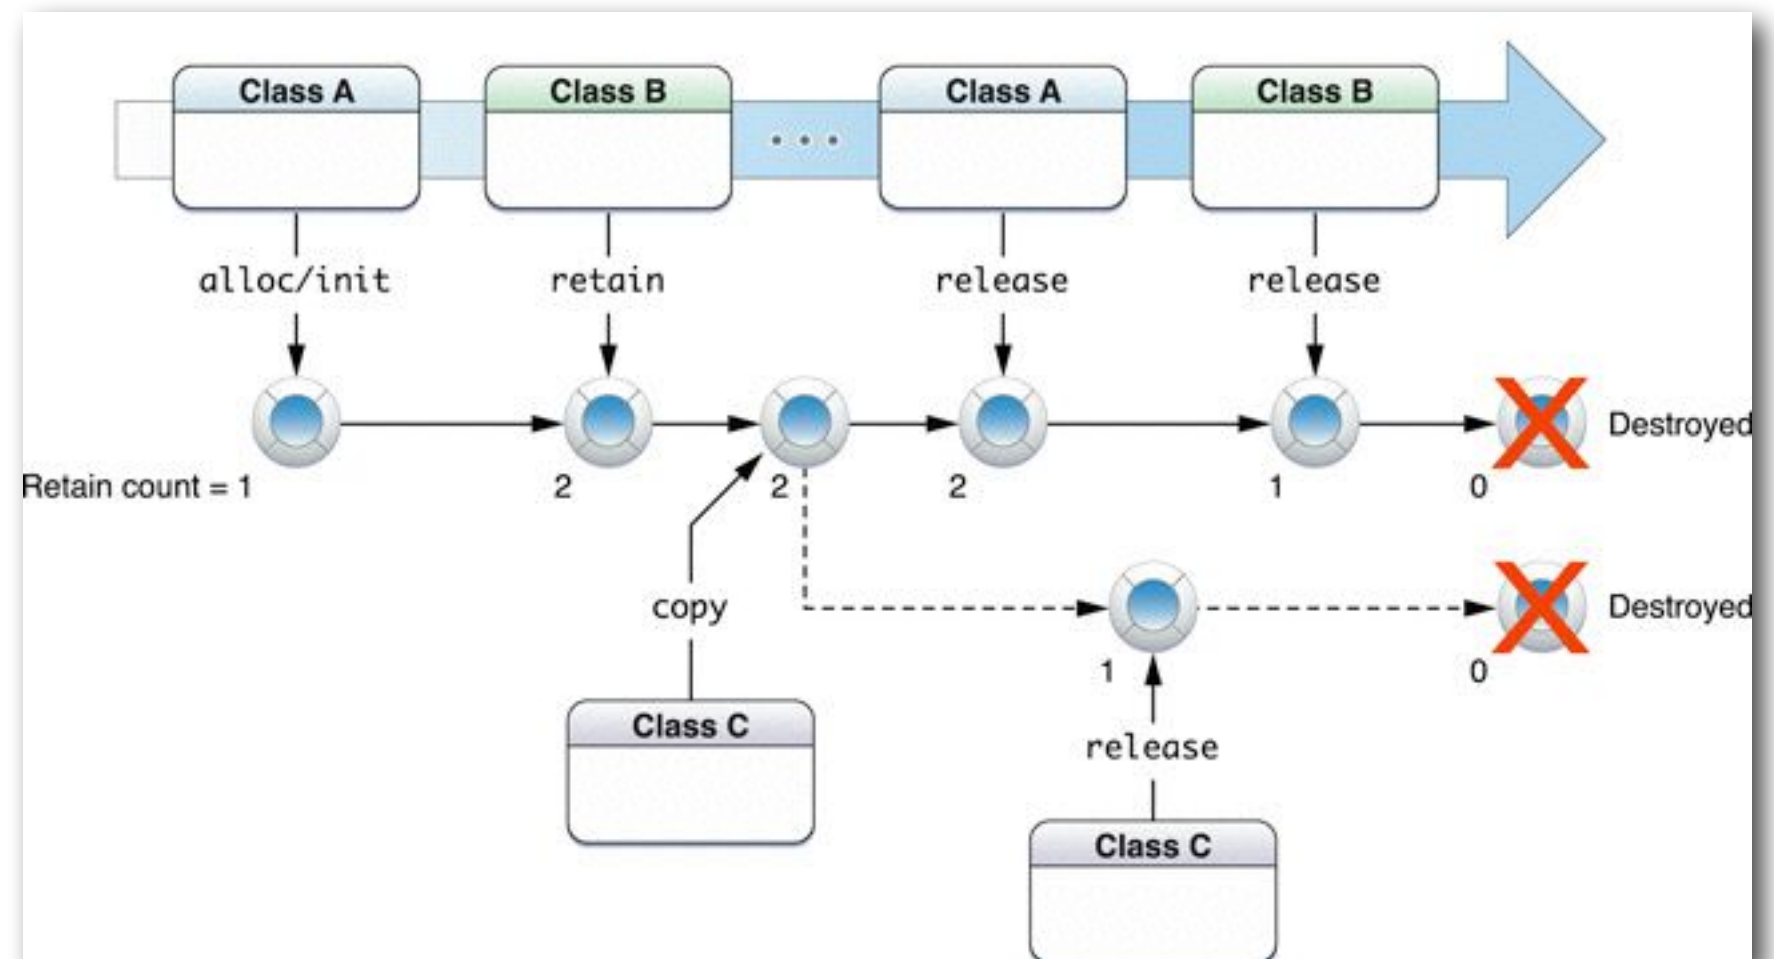 Class A
Class B
Class A
Class B
alloc/init
retain
release
release
Destroyed
Retain count = 1
2
2
2
1
0
copy
Destroyed
1
0
Class C
release
Class C